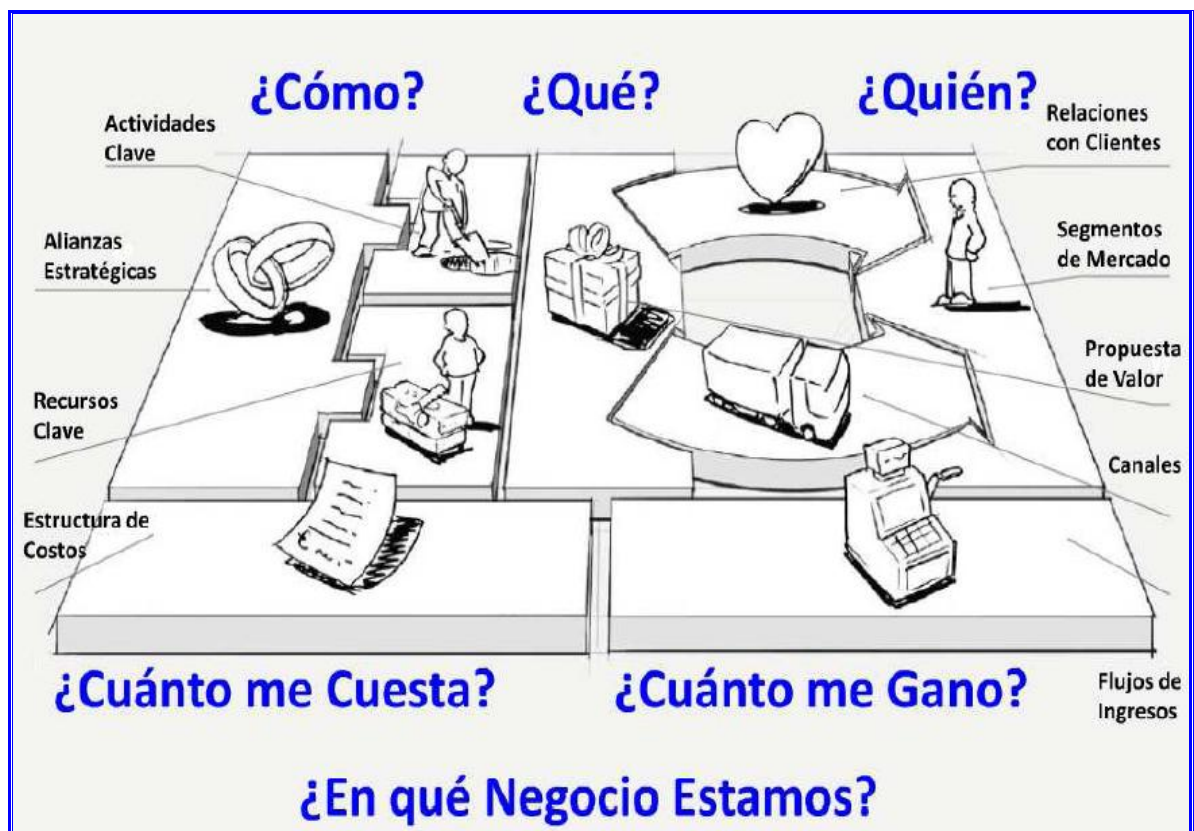 ¿Cómo?
¿Qué?
¿Quién?
Actividades
Clave
Relaciones
con Clientes
Alianzas
Estratégicas
Segmentos
de Mercado
Propuesta
de Valor
Recursos
Clave
Canales
Estructura de
Costos
¿Cuánto me Cuesta?
¿Cuánto me Gano?
Flujos de
Ingresos
¿En qué Negocio Estamos?